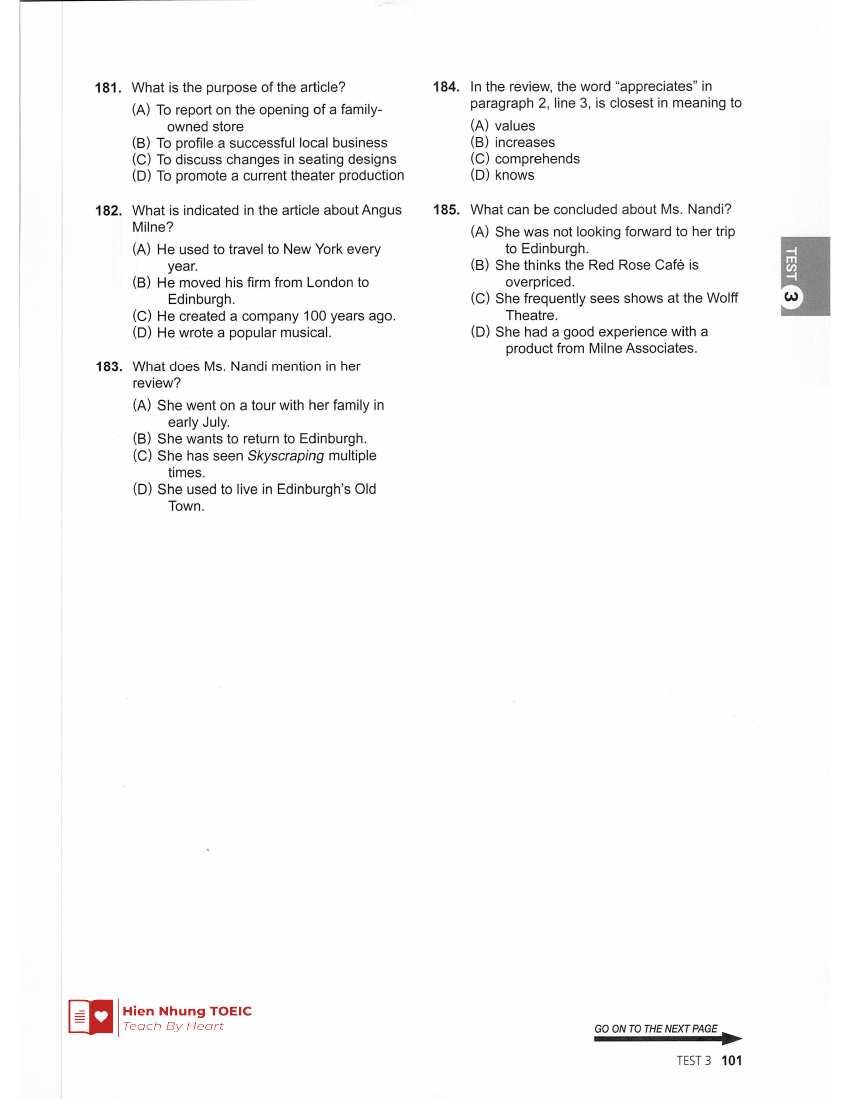 181. What is the purpose of the article?
(A) To report on the opening of a family-
owned store
(B) To profile a successful local business
(C) To discuss changes in seating designs
(D) To promote a current theater production
182. What is indicated in the article about Angus
Milne?
(A) He used to travel to New York every
year.
(B) He moved his firm from London to
Edinburgh.
(C) He created a company 100 years ago.
(D) He wrote a popular musical.
183. What does Ms. Nandi mention in her
review?
(A) She went on a tour with her family in
early July.
(B) She wants to return to Edinburgh.
(C) She has seen Skyscraping multiple
times.
(D) She used to live in Edinburgh's Old
Town.
184. In the review, the word "appreciates" in
paragraph 2, line 3, is closest in meaning to
(A) values
(B) increases
(C) comprehends
(D) knows
185. What can be concluded about Ms. Nandi?
(A) She was not looking forward to her trip
to Edinburgh.
(B) She thinks the Red Rose Café is
overpriced.
(C) She frequently sees shows at the Wolff
Theatre.
(D) She had a good experience with a
product from Milne Associates.
TEST 3
Hien Nhung TOEIC
Teach By Heart
GO ON TO THE NEXT PAGE
TEST 3 101